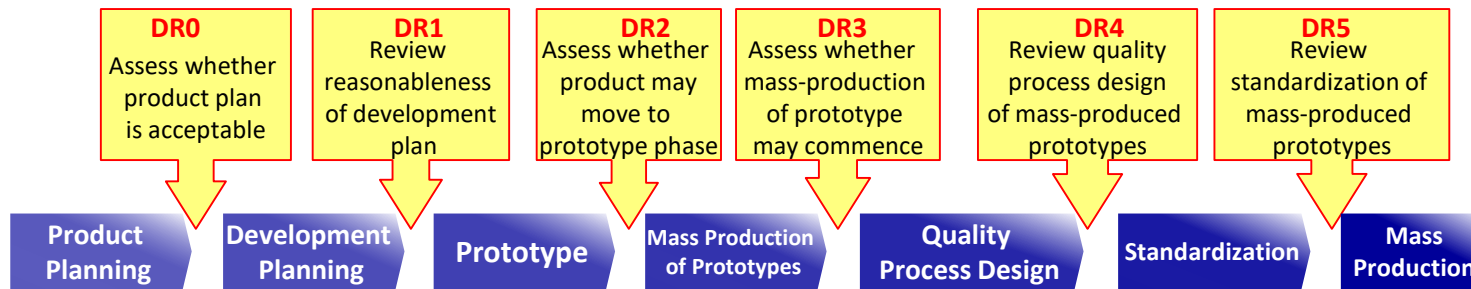 DR0
Assess whether
product plan
is acceptable
DR1
Review
reasonableness
of development
plan
DR2
Assess whether
product may
move to
prototype phase
DR3
Assess whether
mass-production
of prototype
may commence
DR4
Review quality
process design
of mass-produced
prototypes
DR5
Review
standardization of
mass-produced
prototypes
Product
Planning
Development
Planning
Prototype
Mass Production
of Prototypes
Quality
Process Design
Standardization
Mass
Production